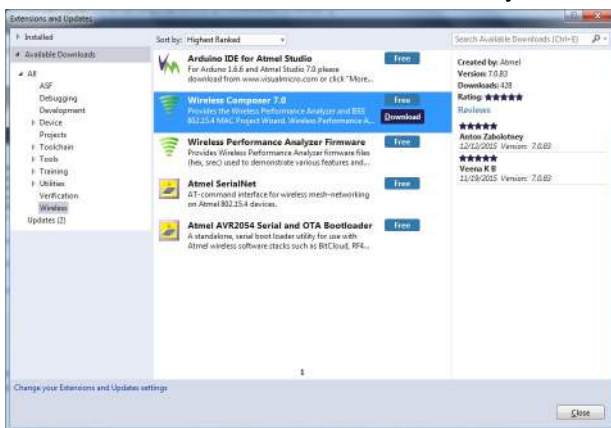 Extensions and Updates
Installed
Available Downloads
All
ASF
Debugging
Development
Device
Projects
Toolchain
Tools
Training
Utilities
Verification
Wireless
Updates (2)
Sort by: Highest Ranked
Arduino IDE for Atmel Studio
Free
For Arduino 1.6.6 and Atmel Studio 7.0 please
download from www.visualmicro.com or click "More...
Wireless Composer 7.0
Free
Provides the Wireless Performance Analyzer and IEEE
802.15.4 MAC Project Wizard. Wireless Performance A...
Download
Wireless Performance Analyzer Firmware
Free
Provides Wireless Performance Analyzer firmware files
(hex, srec) used to demonstrate various features and...
Atmel SerialNet
Free
AT-command interface for wireless mesh-networking
on Atmel 802.15.4 devices.
Atmel AVR2054 Serial and OTA Bootloader
Free
A standalone, serial boot loader utility for use with
Atmel wireless software stacks such as BitCloud, RF4...
1
Search Available Downloads (Ctrl+E)
Created by: Atmel
Version: 7.0.83
Downloads: 428
Rating:
Reviews
Anton Zabolotney
12/12/2015 Version: 7.0.83
Veena K B
11/19/2015 Version: 7.0.83
Change your Extensions and Updates settings
Close